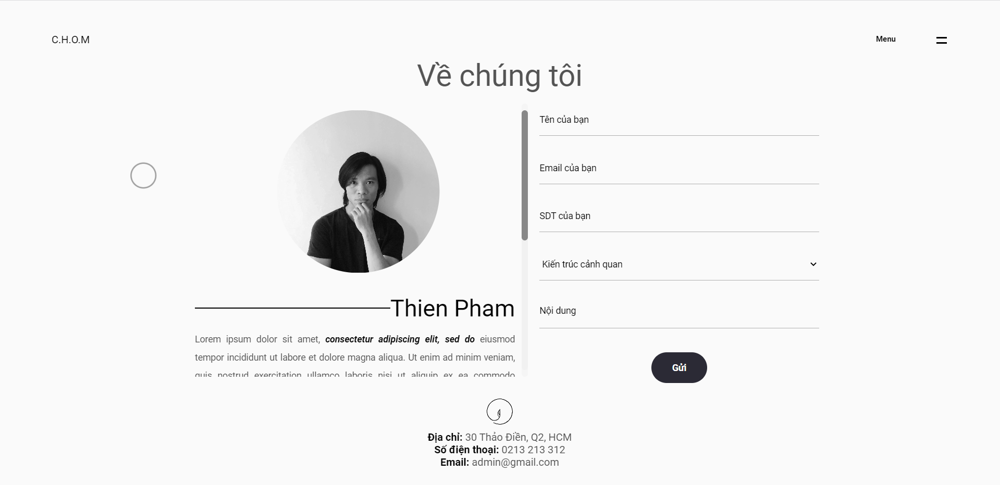 C.H.O.M
Menu
Về chúng tôi
Thien Pham
Lorem ipsum dolor sit amet, consectetur adipiscing elit, sed do eiusmod
tempor incididunt ut labore et dolore magna aliqua. Ut enim ad minim veniam,
quis nostrud exercitation ullamco laboris nisi ut aliquip ex ea commodo
Tên của bạn
Email của bạn
SDT của bạn
Kiến trúc cảnh quan
Nội dung
Gửi
Địa chỉ: 30 Thảo Điền, Q2, HCM
Số điện thoại: 0213 213 312
Email: admin@gmail.com